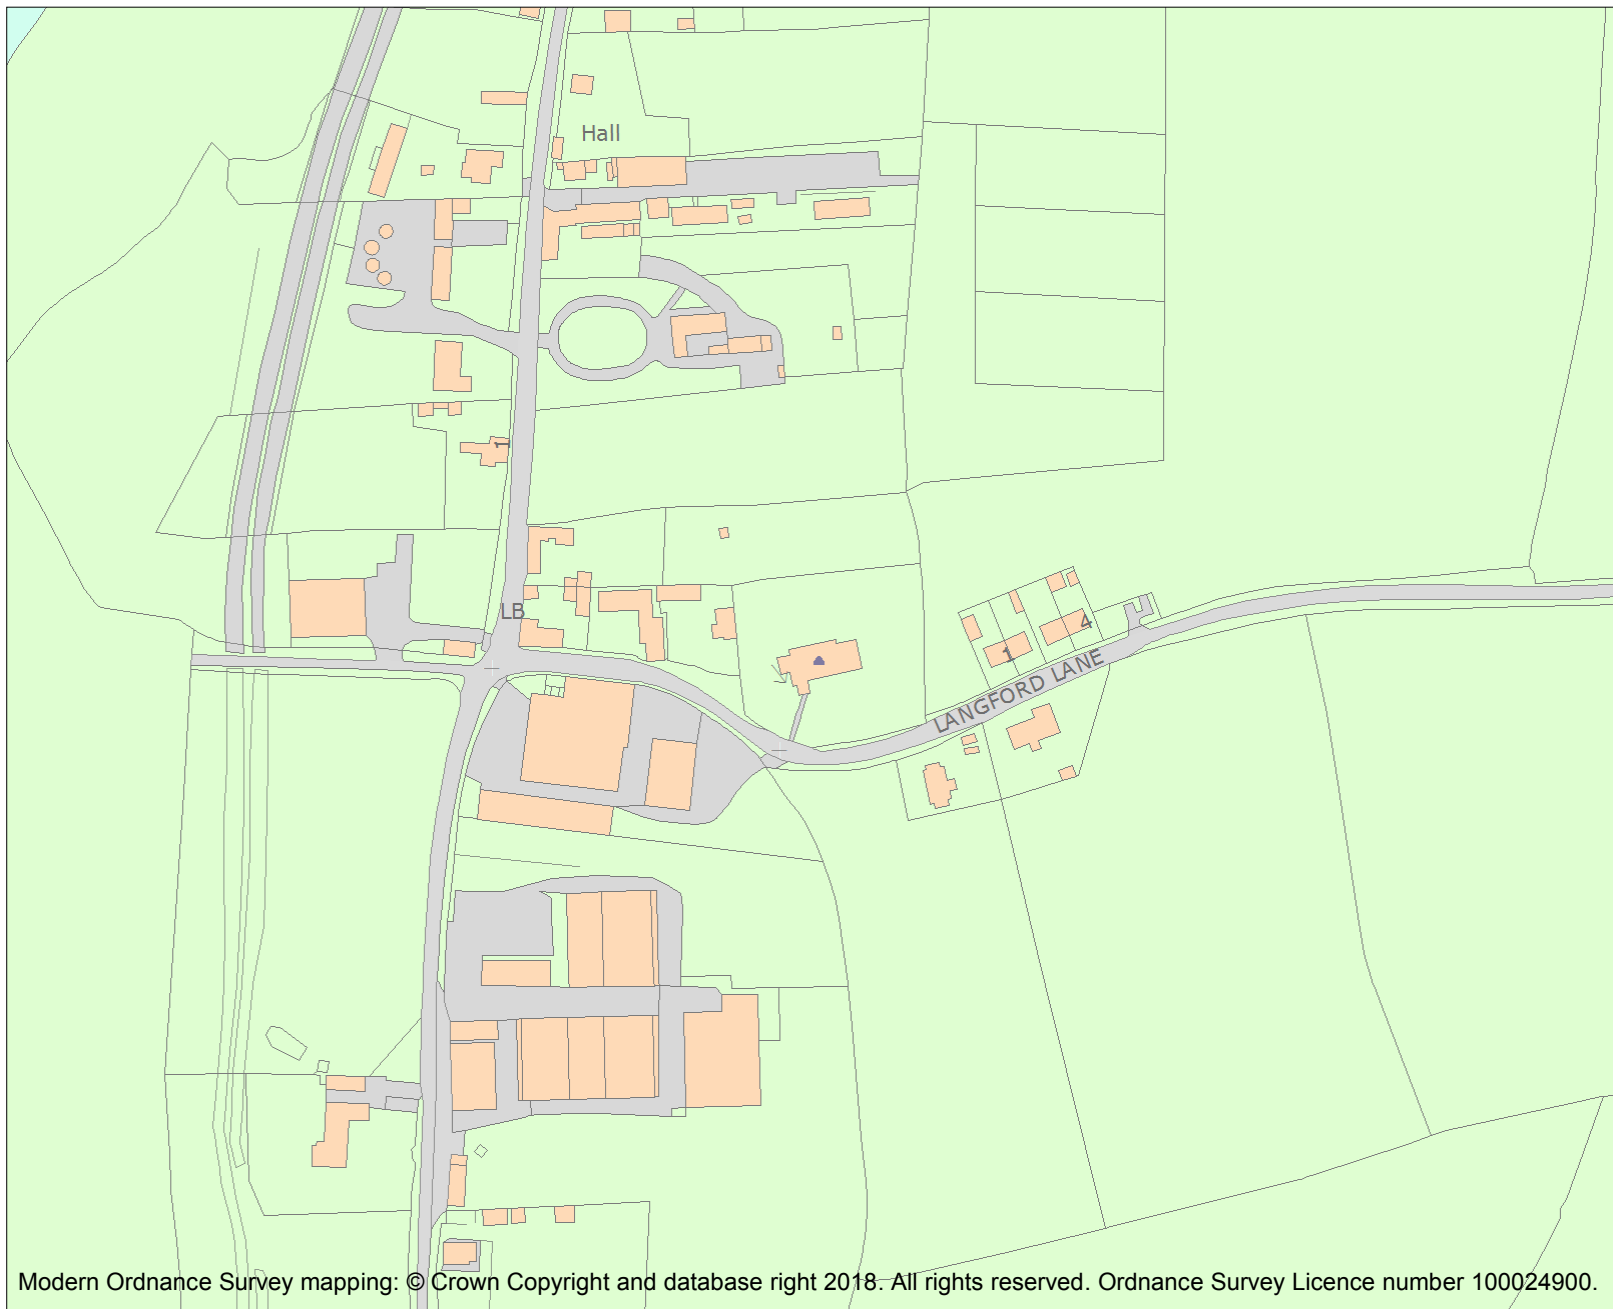 Hall
1
LB
4
1
LANGFORD LANE
Modern Ordnance Survey mapping: © Crown Copyright and database right 2018. All rights reserved. Ordnance Survey Licence number 100024900.